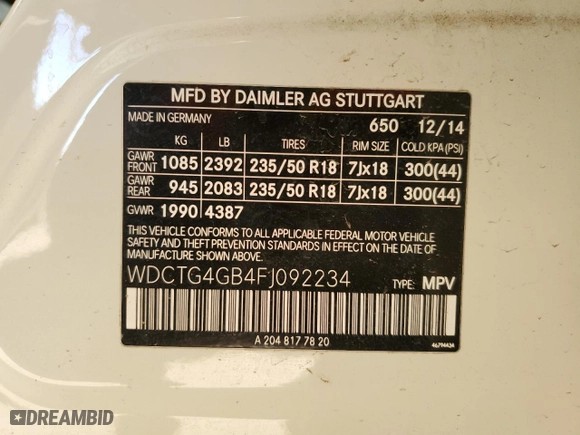 MFD BY DAIMLER AG STUTTGART
MADE IN GERMANY 650 12/14
KG LB TIRES RIM SIZE COLD KPA (PSI)
GAWR FRONT 1085 2392 235/50 R18 7Jx18 300(44)
GAWR REAR 945 2083 235/50 R18 7Jx18 300(44)
GVWR 1990 4387
THIS VEHICLE CONFORMS TO ALL APPLICABLE FEDERAL MOTOR VEHICLE
SAFETY AND THEFT PREVENTION STANDARDS IN EFFECT ON THE DATE OF
MANUFACTURE SHOWN ABOVE.
WDCTG4GB4FJ092234 TYPE: MPV
A 204 817 78 20
DREAMBID